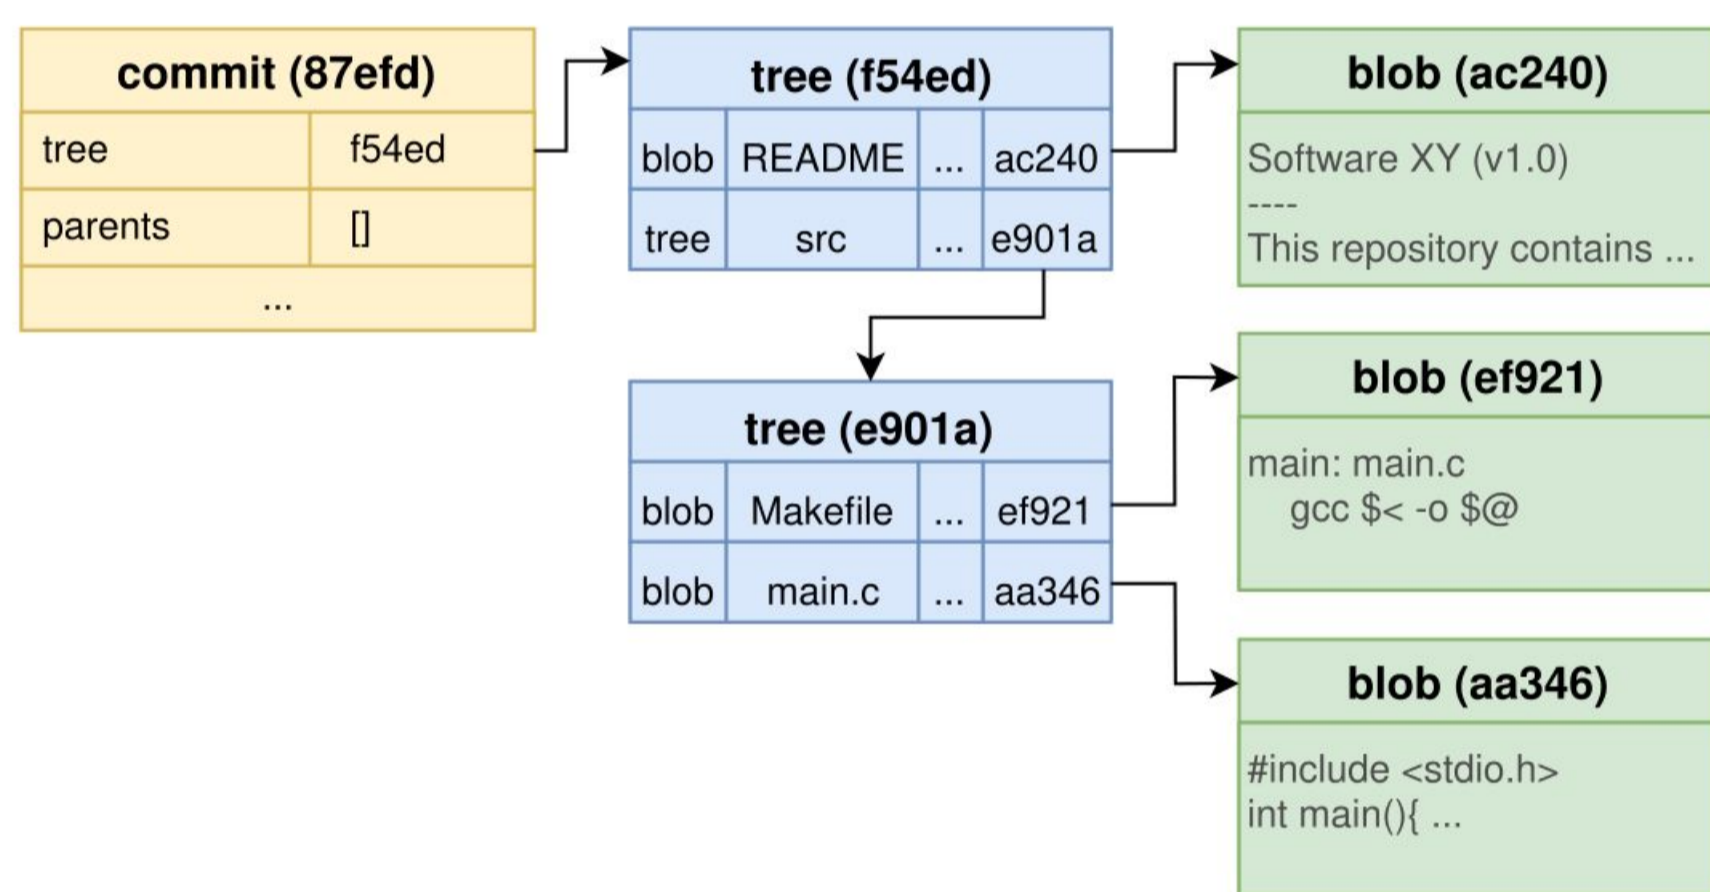 commit (87efd)
tree f54ed
parents []
...
tree (f54ed)
blob README ... ac240
tree src ... e901a
blob (ac240)
Software XY (v1.0)
----
This repository contains ...
tree (e901a)
blob Makefile ... ef921
blob main.c ... aa346
blob (ef921)
main: main.c
gcc $< -o $@
blob (aa346)
#include <stdio.h>
int main(){ ...